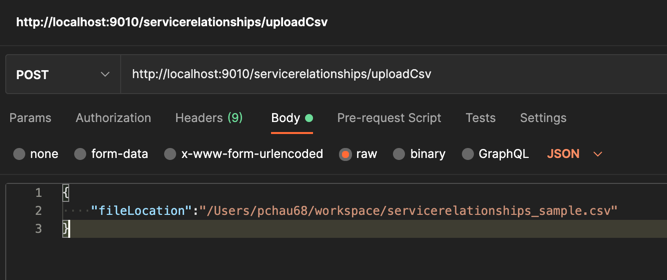 http://localhost:9010/servicerelationships/uploadCsv
POST http://localhost:9010/servicerelationships/uploadCsv
Params Authorization Headers (9) Body Pre-request Script Tests Settings
none form-data x-www-form-urlencoded raw binary GraphQL JSON
1 {
2 ····"fileLocation":"/Users/pchau68/workspace/servicerelationships_sample.csv"
3 }